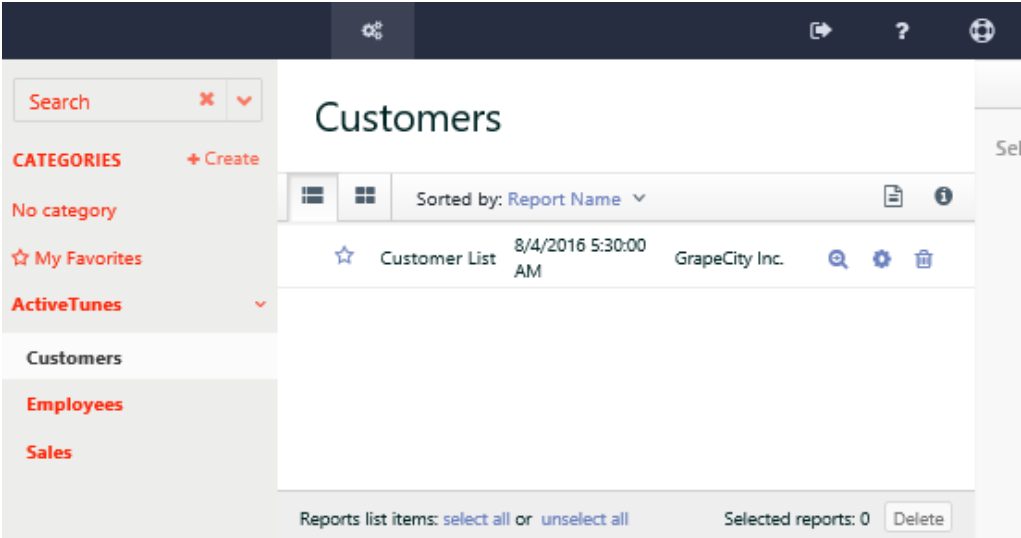 ?
Search
CATEGORIES + Create
No category
My Favorites
ActiveTunes
Customers
Employees
Sales
Customers
Sorted by: Report Name
Customer List 8/4/2016 5:30:00 AM GrapeCity Inc.
Reports list items: select all or unselect all Selected reports: 0 Delete
Sel